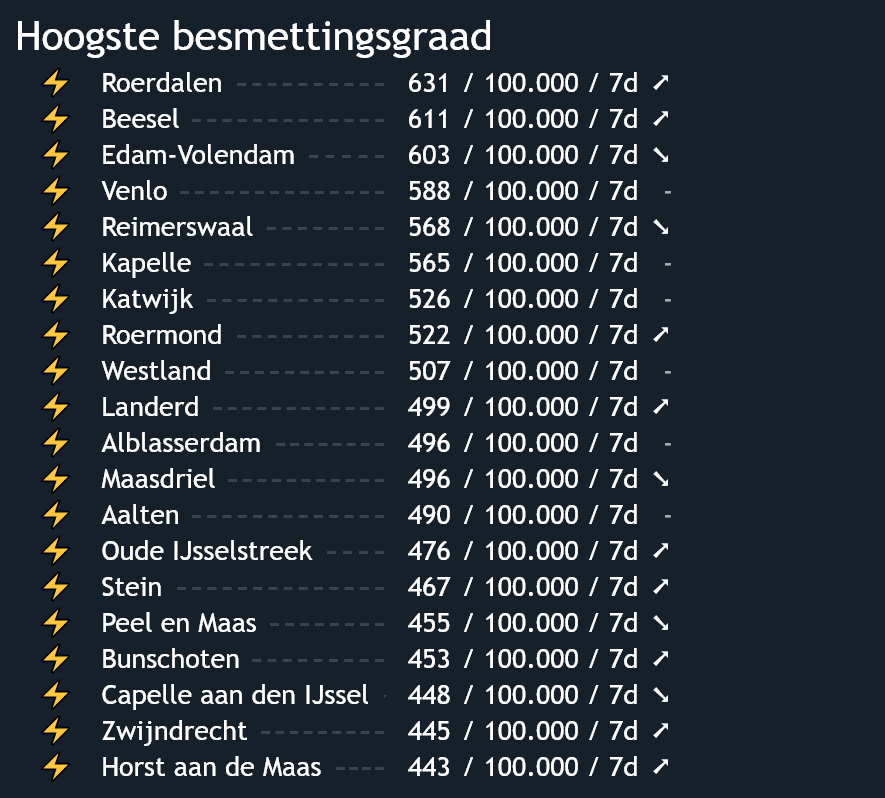 Hoogste besmettingsgraad
Roerdalen 631 / 100.000 / 7d ➚
Beesel 611 / 100.000 / 7d ➚
Edam-Volendam 603 / 100.000 / 7d ➘
Venlo 588 / 100.000 / 7d -
Reimerswaal 568 / 100.000 / 7d ➘
Kapelle 565 / 100.000 / 7d -
Katwijk 526 / 100.000 / 7d -
Roermond 522 / 100.000 / 7d ➚
Westland 507 / 100.000 / 7d -
Landerd 499 / 100.000 / 7d ➚
Alblasserdam 496 / 100.000 / 7d -
Maasdriel 496 / 100.000 / 7d ➘
Aalten 490 / 100.000 / 7d -
Oude IJsselstreek 476 / 100.000 / 7d ➚
Stein 467 / 100.000 / 7d ➚
Peel en Maas 455 / 100.000 / 7d ➘
Bunschoten 453 / 100.000 / 7d ➚
Capelle aan den IJssel 448 / 100.000 / 7d ➘
Zwijndrecht 445 / 100.000 / 7d ➚
Horst aan de Maas 443 / 100.000 / 7d ➚